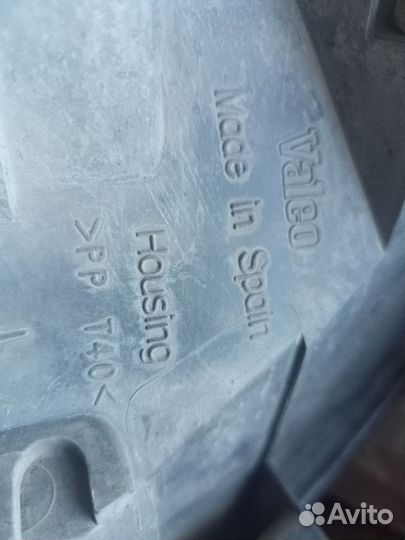 Valeo
Made in Spain
Housing
>PP T40<
Avito